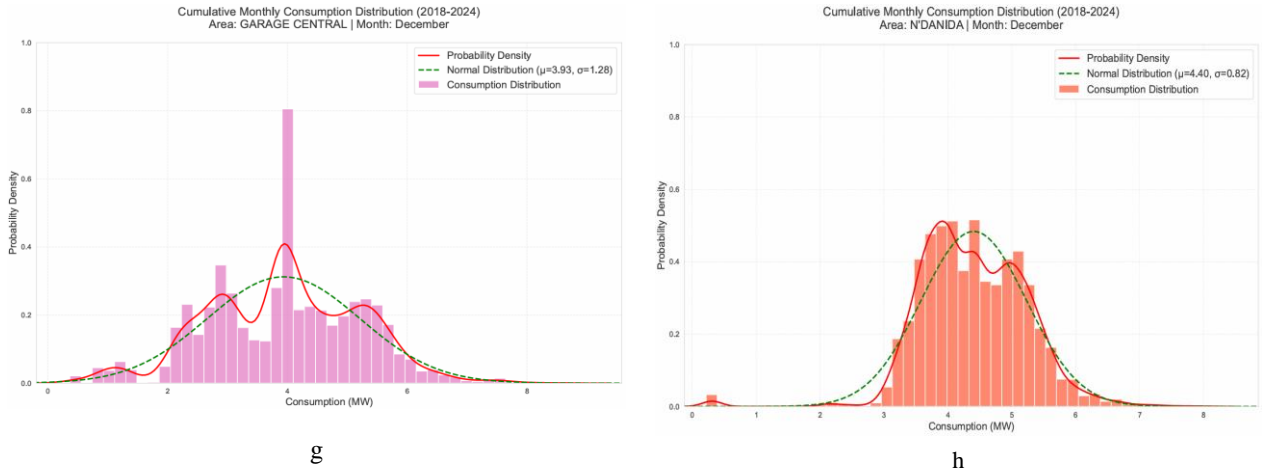 Cumulative Monthly Consumption Distribution (2018-2024)
Area: GARAGE CENTRAL | Month: December
1.0
0.8
0.6
0.4
0.2
0.0
Probability Density
Probability Density
Normal Distribution (μ=3.93, σ=1.28)
Consumption Distribution
0
2
4
6
8
Consumption (MW)
g
Cumulative Monthly Consumption Distribution (2018-2024)
Area: N'DANIDA | Month: December
1.0
0.8
0.6
0.4
0.2
0.0
Probability Density
Probability Density
Normal Distribution (μ=4.40, σ=0.82)
Consumption Distribution
0
1
2
3
4
5
6
7
8
Consumption (MW)
h